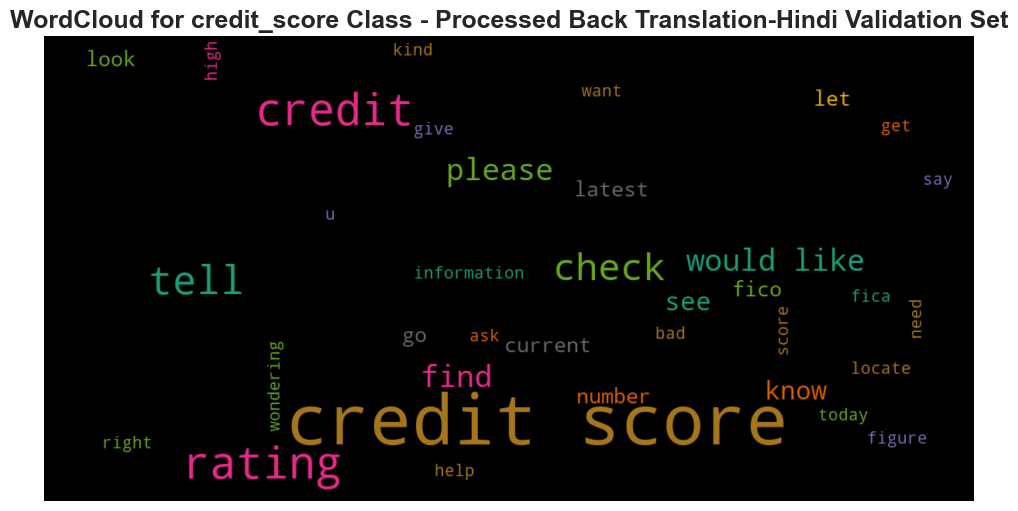 WordCloud for credit_score Class - Processed Back Translation-Hindi Validation Set
look
high
kind
want
let
credit
give
get
please
latest
say
u
tell
information
check
would like
see
fico
fica
go
ask
current
bad
score
need
wondering
find
number
know
locate
credit score
today
figure
right
rating
help